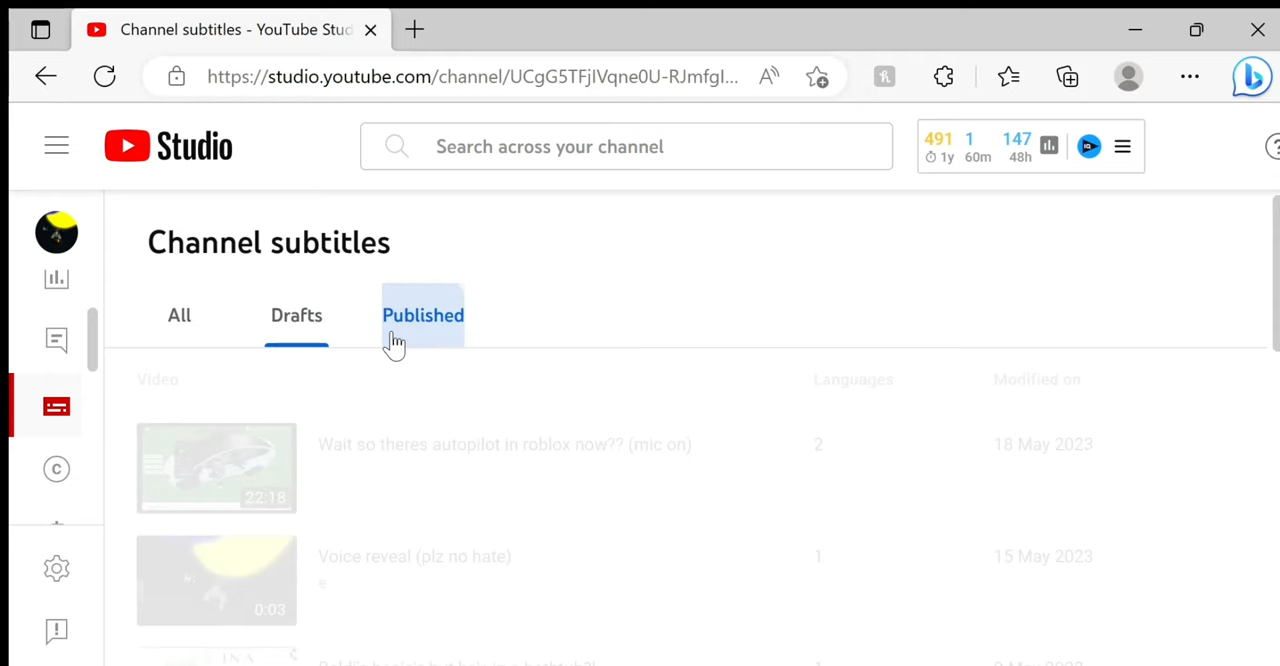 Channel subtitles - YouTube Stud
https://studio.youtube.com/channel/UCgG5TFjIVqne0U-RJmfgI...
Studio
Search across your channel
491 1 147
1y 60m 48h
Channel subtitles
All Drafts Published
Video Languages Modified on
Wait so theres autopilot in roblox now?? (mic on) 2 18 May 2023
22:18
Voice reveal (plz no hate) 1 15 May 2023
e
0:03